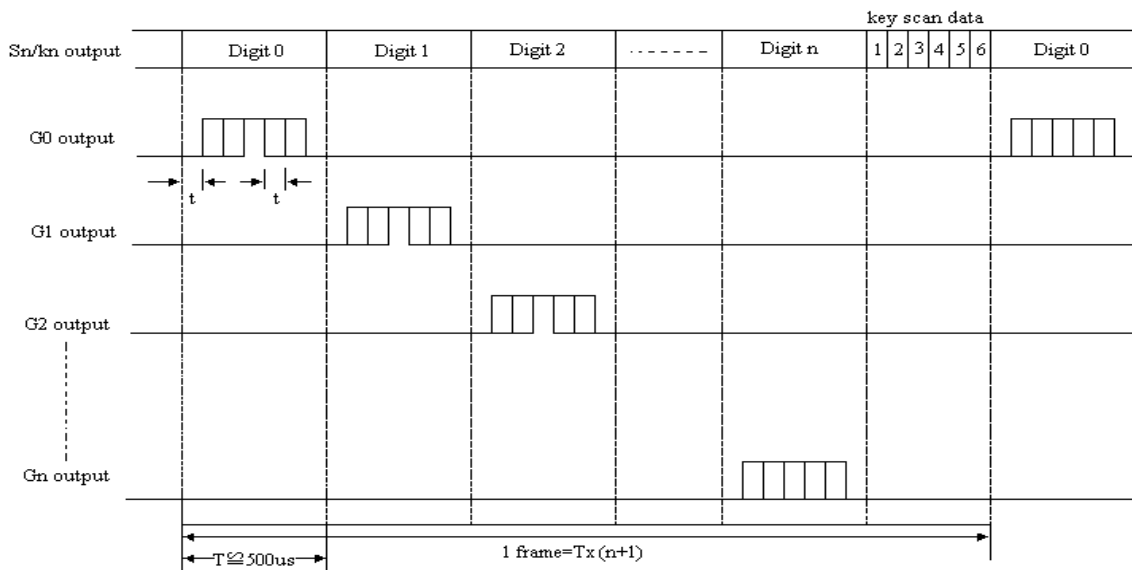 key scan data
Sn/kn output Digit 0 Digit 1 Digit 2 Digit n 1 2 3 4 5 6 Digit 0
G0 output
t t
G1 output
G2 output
Gn output
1 frame=Tx (n+1)
T≌500us